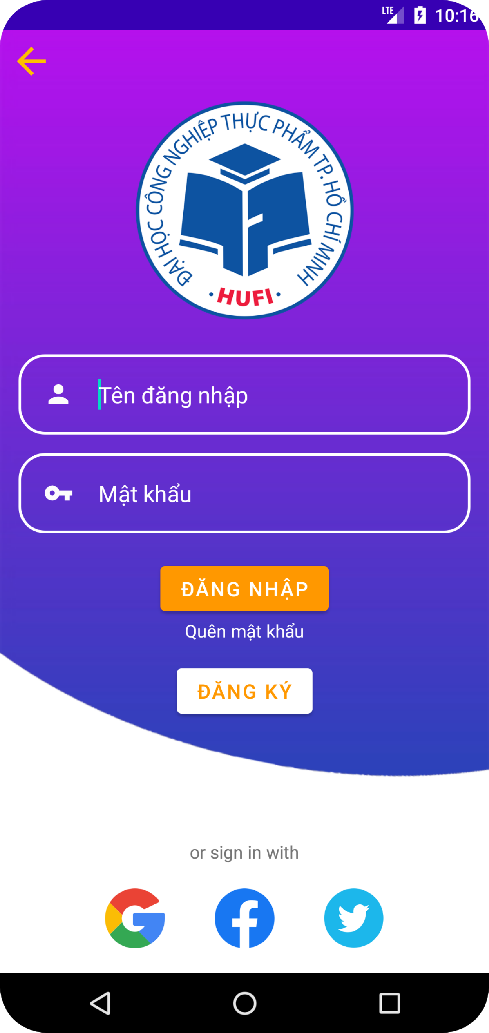 LTE 10:16
ĐẠI HỌC CÔNG NGHIỆP THỰC PHẨM TP. HỒ CHÍ MINH
· HUFI ·
Tên đăng nhập
Mật khẩu
ĐĂNG NHẬP
Quên mật khẩu
ĐĂNG KÝ
or sign in with